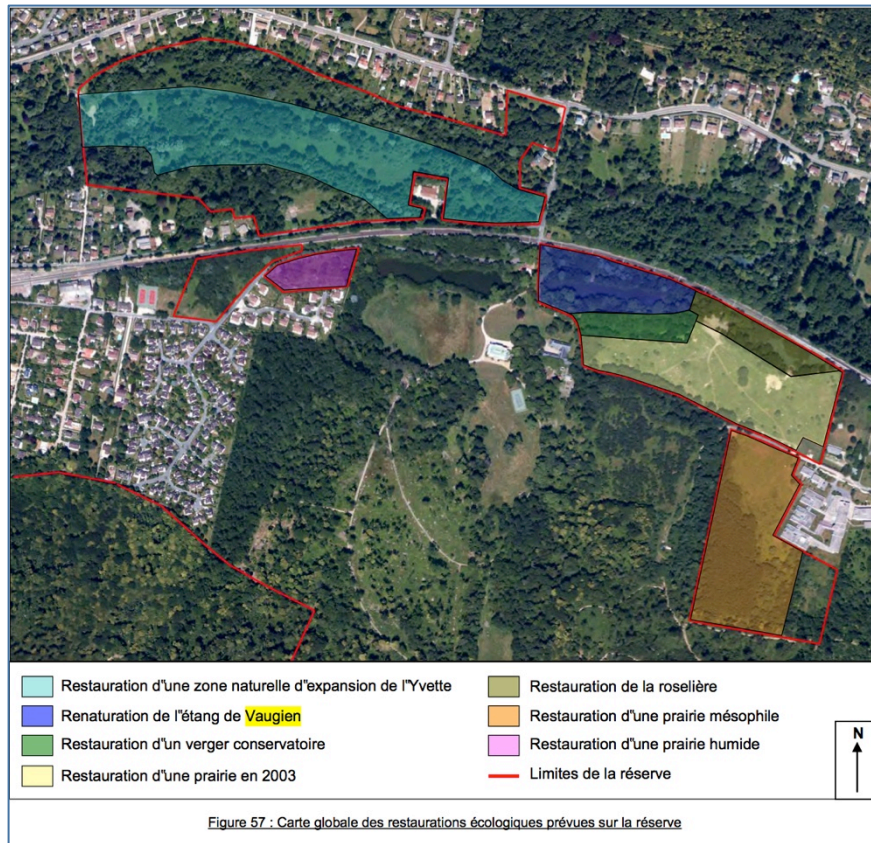 Restauration d"une zone naturelle d"expansion de l"Yvette
Renaturation de l"étang de Vaugien
Restauration d"un verger conservatoire
Restauration d"une prairie en 2003
Restauration de la roselière
Restauration d"une prairie mésophile
Restauration d"une prairie humide
Limites de la réserve
N
Figure 57 : Carte globale des restaurations écologiques prévues sur la réserve